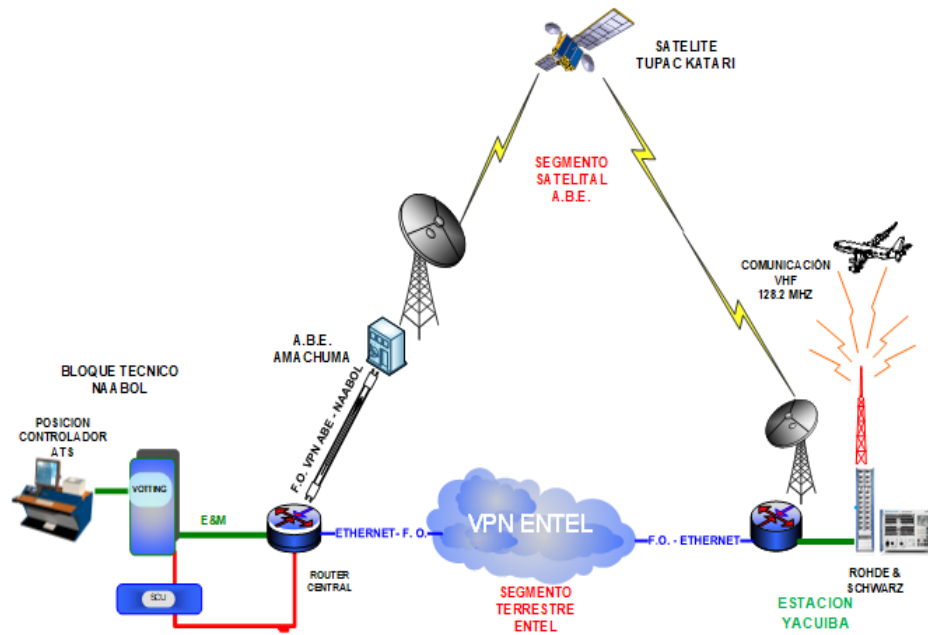 SATELITE
TUPAC KATARI
SEGMENTO
SATELITAL
A.B.E.
COMUNICACIÓN
VHF
128.2 MHZ
A.B.E.
AMACHUMA
BLOQUE TECNICO
NAABOL
F.O. VPN ABE - NAABOL
POSICION
CONTROLADOR
ATS
VOTTING
E&M
ETHERNET- F. O.
VPN ENTEL
F.O. - ETHERNET
ROUTER
CENTRAL
SCU
SEGMENTO
TERRESTRE
ENTEL
ROHDE &
SCHWARZ
ESTACION
YACUIBA